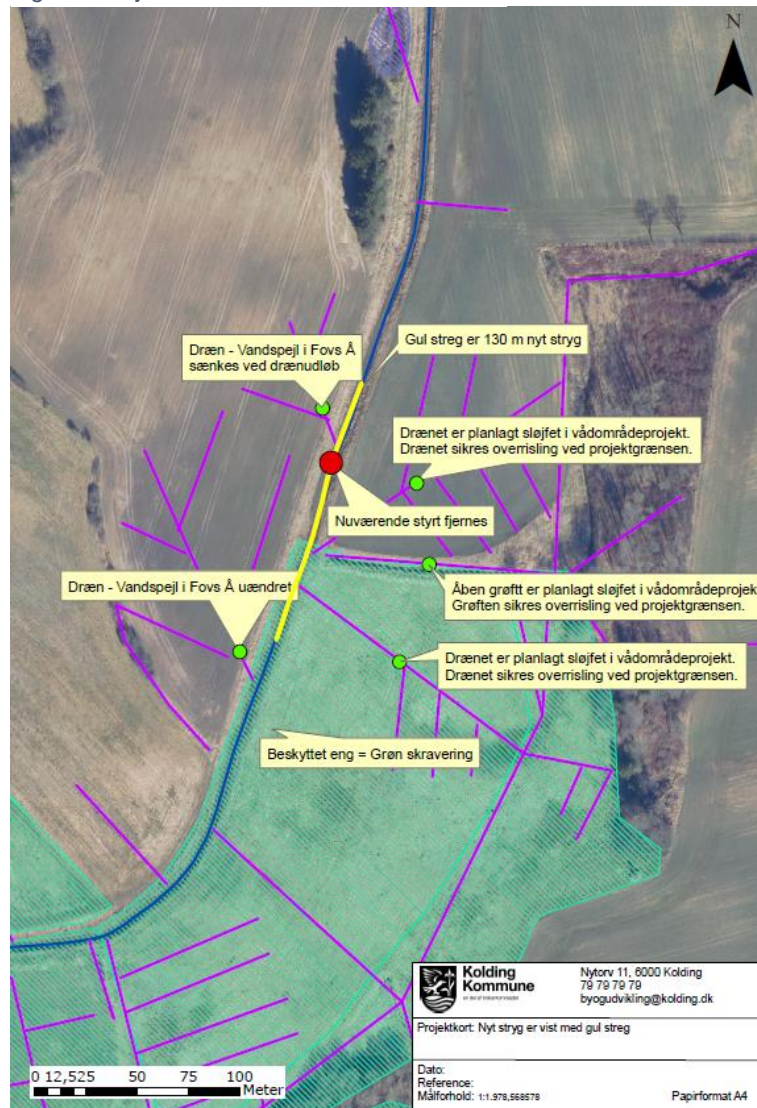 N
Gul streg er 130 m nyt stryg
Dræn - Vandspejl i Fovs Å
sænkes ved drænudløb
Drænet er planlagt sløjfet i vådområdeprojekt.
Drænet sikres overrisling ved projektgrænsen.
Nuværende styrt fjernes
Dræn - Vandspejl i Fovs Å uændret
Åben grøftt er planlagt sløjfet i vådområdeprojek
Grøften sikres overrisling ved projektgrænsen.
Drænet er planlagt sløjfet i vådområdeprojekt.
Drænet sikres overrisling ved projektgrænsen.
Beskyttet eng = Grøn skravering
Kolding
Kommune
Nytorv 11, 6000 Kolding
79 79 79 79
byogudvikling@kolding.dk
Projektkort: Nyt stryg er vist med gul streg
Dato:
Reference:
Målforhold: 1:1.978,568578
Papirformat A4
0 12,525 50 75 100
Meter